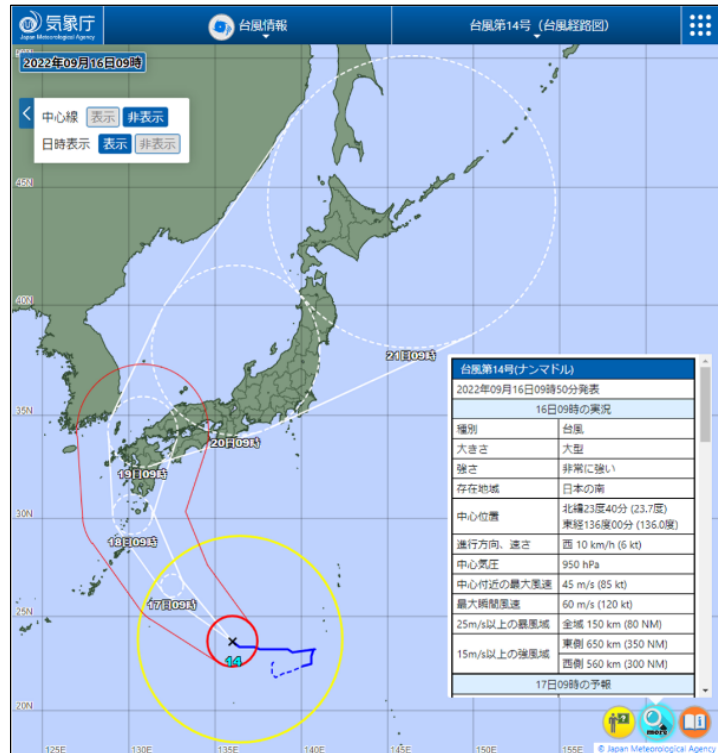 気象庁
Japan Meteorological Agency
台風情報
台風第14号（台風経路図）
2022年09月16日09時
中心線 表示 非表示
日時表示 表示 非表示
45N
40N
21日09時
35N
20日09時
19日09時
30N
18日09時
17日09時
25N
14
20N
125E 130E 135E 140E 145E 150E 155E
台風第14号(ナンマドル)
2022年09月16日09時50分発表
16日09時の実況
種別 台風
大きさ 大型
強さ 非常に強い
存在地域 日本の南
中心位置 北緯23度40分 (23.7度)
東経136度00分 (136.0度)
進行方向、速さ 西 10 km/h (6 kt)
中心気圧 950 hPa
中心付近の最大風速 45 m/s (85 kt)
最大瞬間風速 60 m/s (120 kt)
25m/s以上の暴風域 全域 150 km (80 NM)
15m/s以上の強風域 東側 650 km (350 NM)
西側 560 km (300 NM)
17日09時の予報
more
© Japan Meteorological Agency